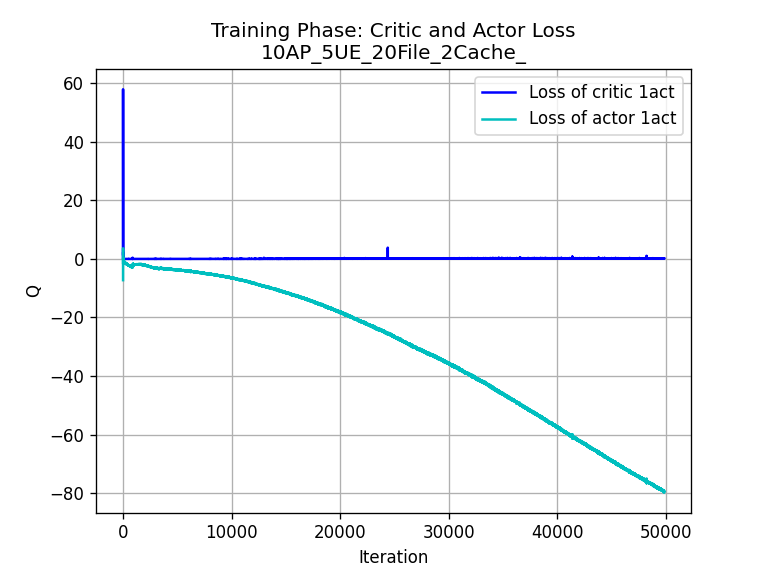 Training Phase: Critic and Actor Loss
10AP_5UE_20File_2Cache_
Loss of critic 1act
Loss of actor 1act
60
40
20
0
−20
−40
−60
−80
Q
0 10000 20000 30000 40000 50000
Iteration